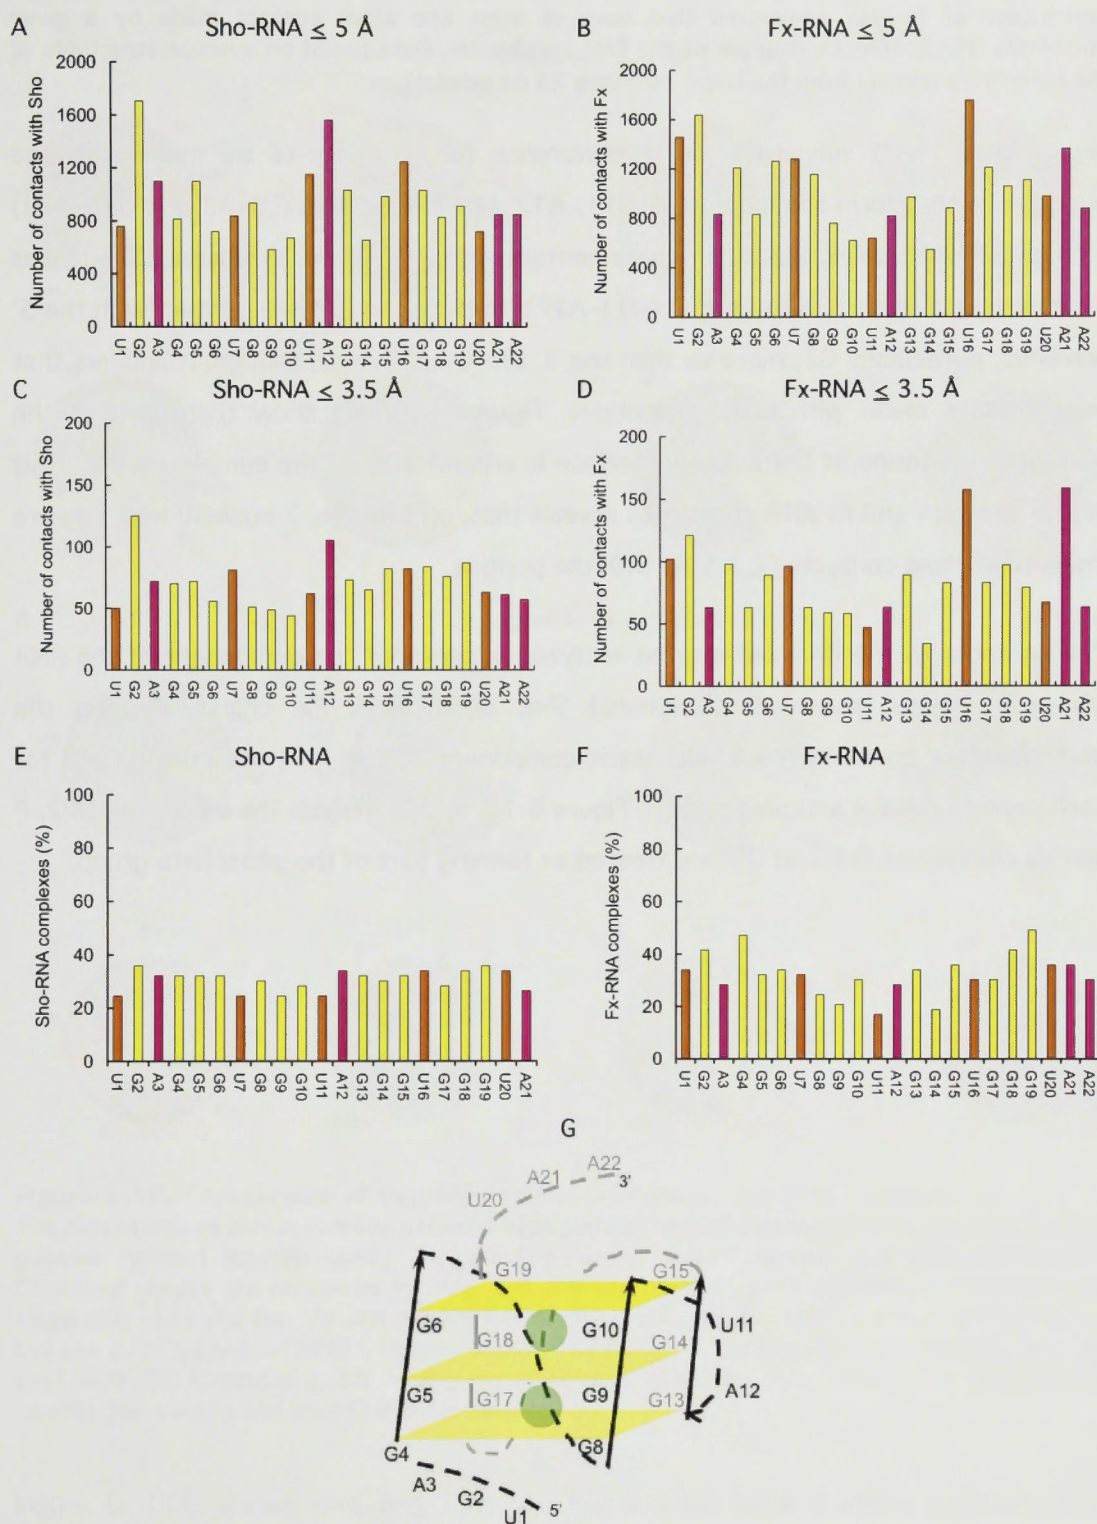 A
Sho-RNA ≤ 5 Å
Number of contacts with Sho
2000
1600
1200
800
400
0
U1 G2 A3 G4 G5 G6 U7 G8 G9 G10 U11 A12 G13 G14 G15 U16 G17 G18 G19 U20 A21 A22
B
Fx-RNA ≤ 5 Å
Number of contacts with Fx
2000
1600
1200
800
400
0
U1 G2 A3 G4 G5 G6 U7 G8 G9 G10 U11 A12 G13 G14 G15 U16 G17 G18 G19 U20 A21 A22
C
Sho-RNA ≤ 3.5 Å
Number of contacts with Sho
200
150
100
50
0
U1 G2 A3 G4 G5 G6 U7 G8 G9 G10 U11 A12 G13 G14 G15 U16 G17 G18 G19 U20 A21 A22
D
Fx-RNA ≤ 3.5 Å
Number of contacts with Fx
200
150
100
50
0
U1 G2 A3 G4 G5 G6 U7 G8 G9 G10 U11 A12 G13 G14 G15 U16 G17 G18 G19 U20 A21 A22
E
Sho-RNA
Sho-RNA complexes (%)
100
80
60
40
20
0
U1 G2 A3 G4 G5 G6 U7 G8 G9 G10 U11 A12 G13 G14 G15 U16 G17 G18 G19 U20 A21
F
Fx-RNA
Fx-RNA complexes (%)
100
80
60
40
20
0
U1 G2 A3 G4 G5 G6 U7 G8 G9 G10 U11 A12 G13 G14 G15 U16 G17 G18 G19 U20 A21 A22
G
A22
A21
3'
U20
G19
G15
G6
G10
U11
G18
G14
G5
G17
G9
G13
A12
G4
G8
A3
G2
U1
5'